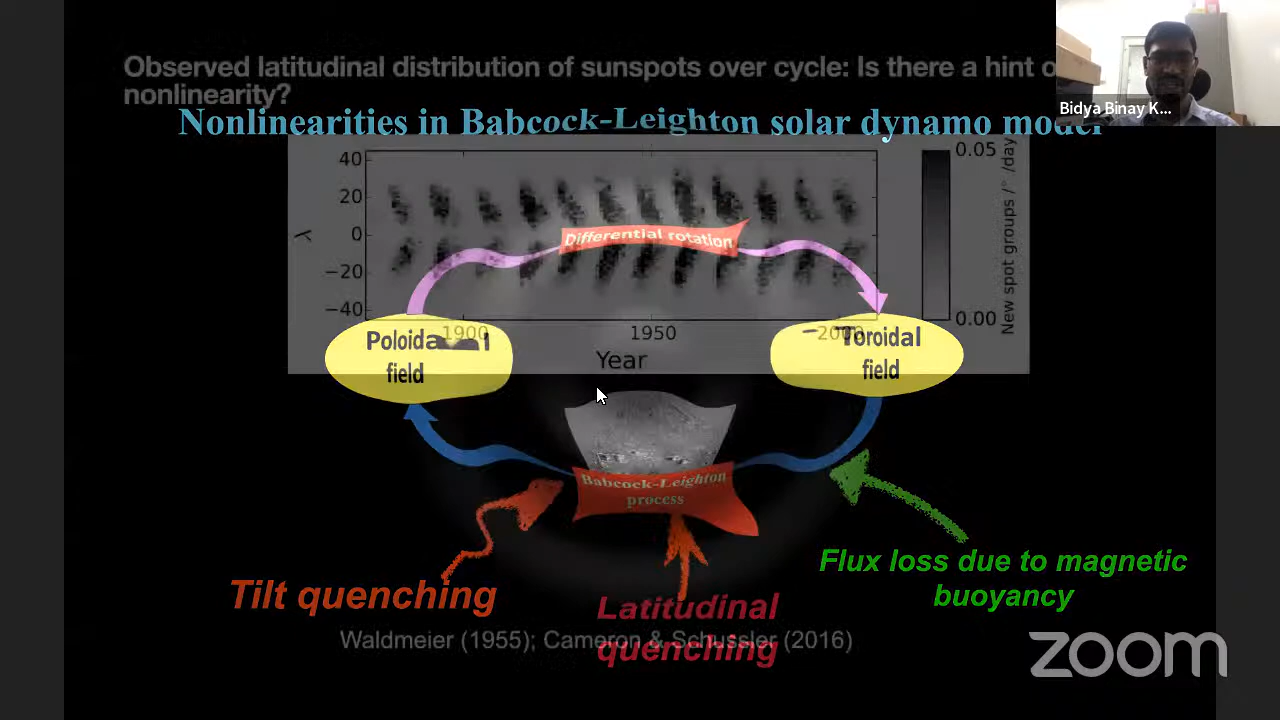 Observed latitudinal distribution of sunspots over cycle: Is there a hint
nonlinearity?
Nonlinearities in Babcock-Leighton solar dynamo model
Bidya Binay K...
40
20
0
−20
−40
λ
1900
1950
Year
0.05
0.00
New spot groups /° /day
Differential rotation
Poloidal
field
Toroidal
field
Babcock-Leighton
process
Tilt quenching
Latitudinal
quenching
Flux loss due to magnetic
buoyancy
Waldmeier (1955); Cameron & Schussler (2016)
zoom